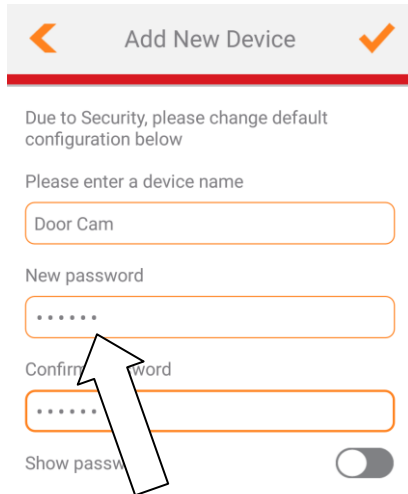 Add New Device
Due to Security, please change default
configuration below
Please enter a device name
Door Cam
New password
••••••
••••••
Show